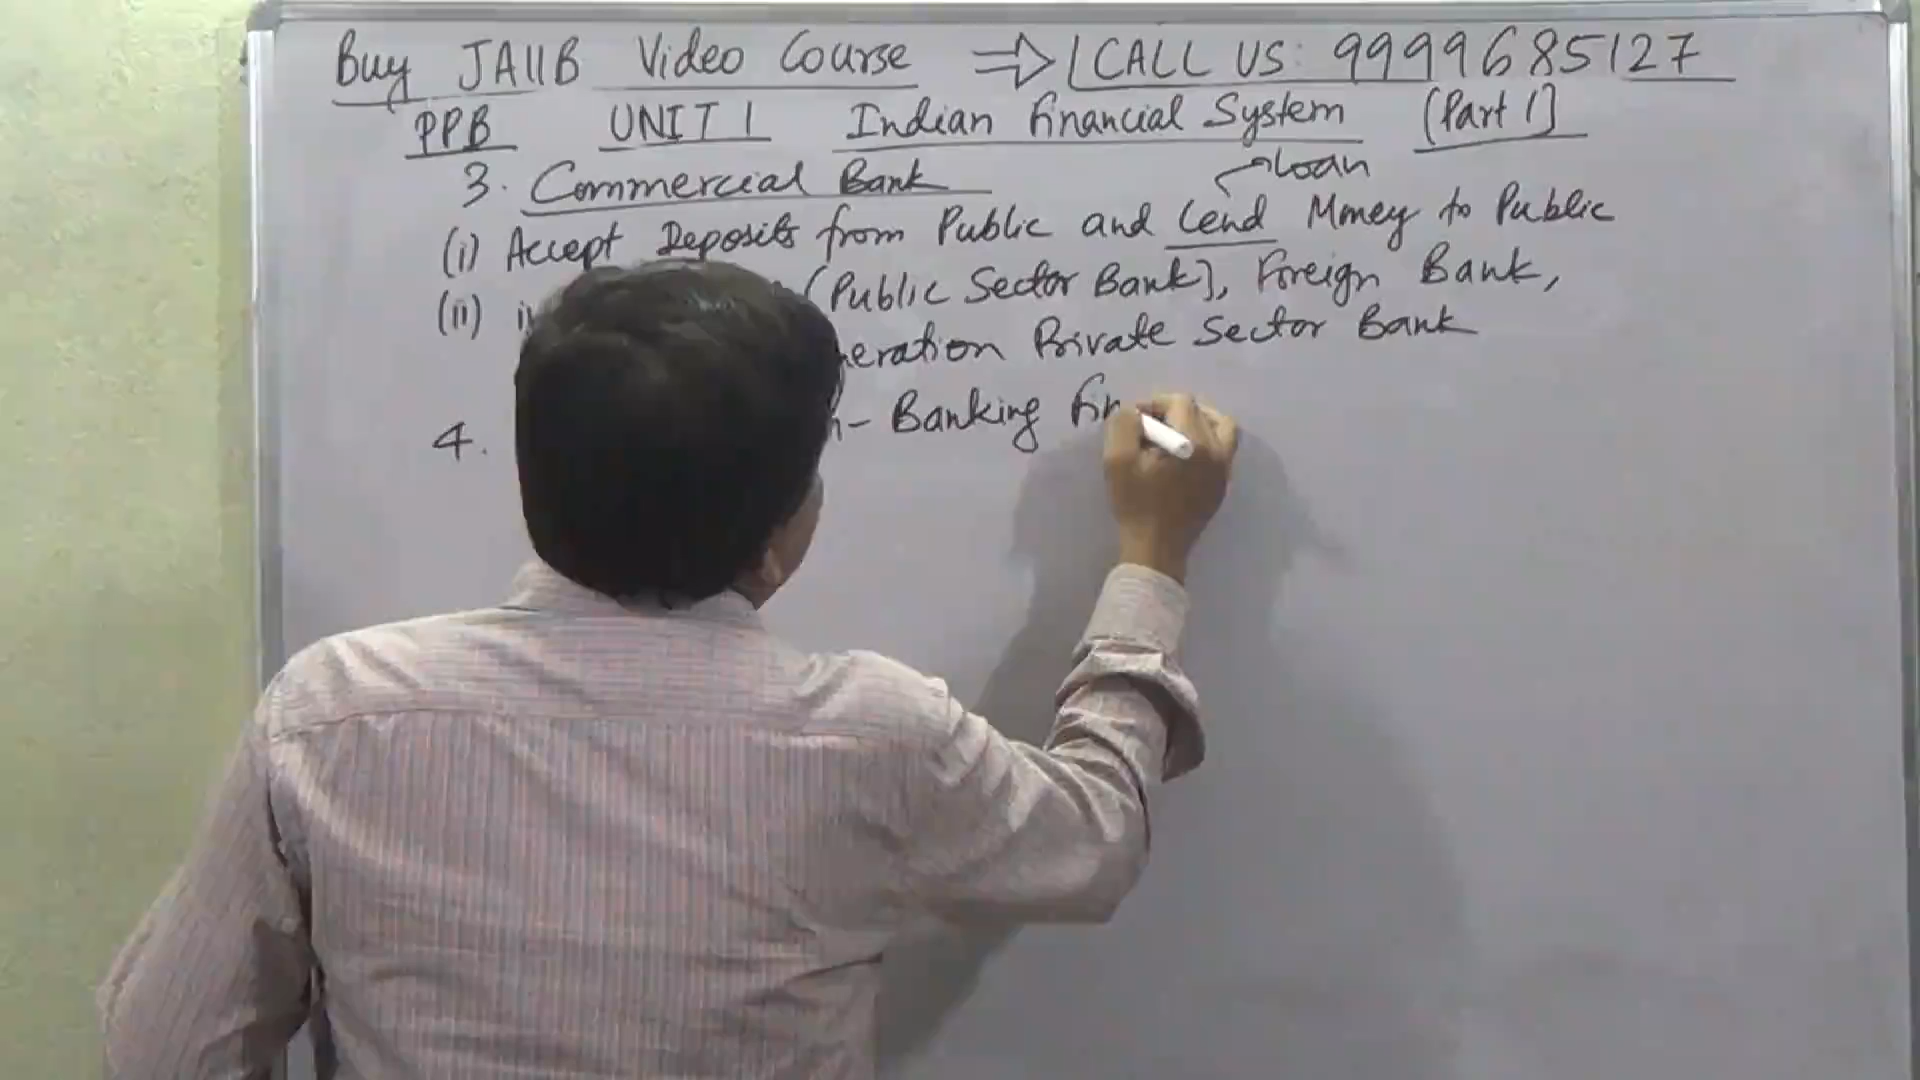 Buy JAIIB Video Course ⇒ CALL US: 9999685127
PPB UNIT 1 Indian Financial System (Part 1)
3. Commercial Bank
Loan
(i) Accept Deposits from Public and Lend Money to Public
(ii) (Public Sector Bank), Foreign Bank,
Private Sector Bank
4. - Banking Fin